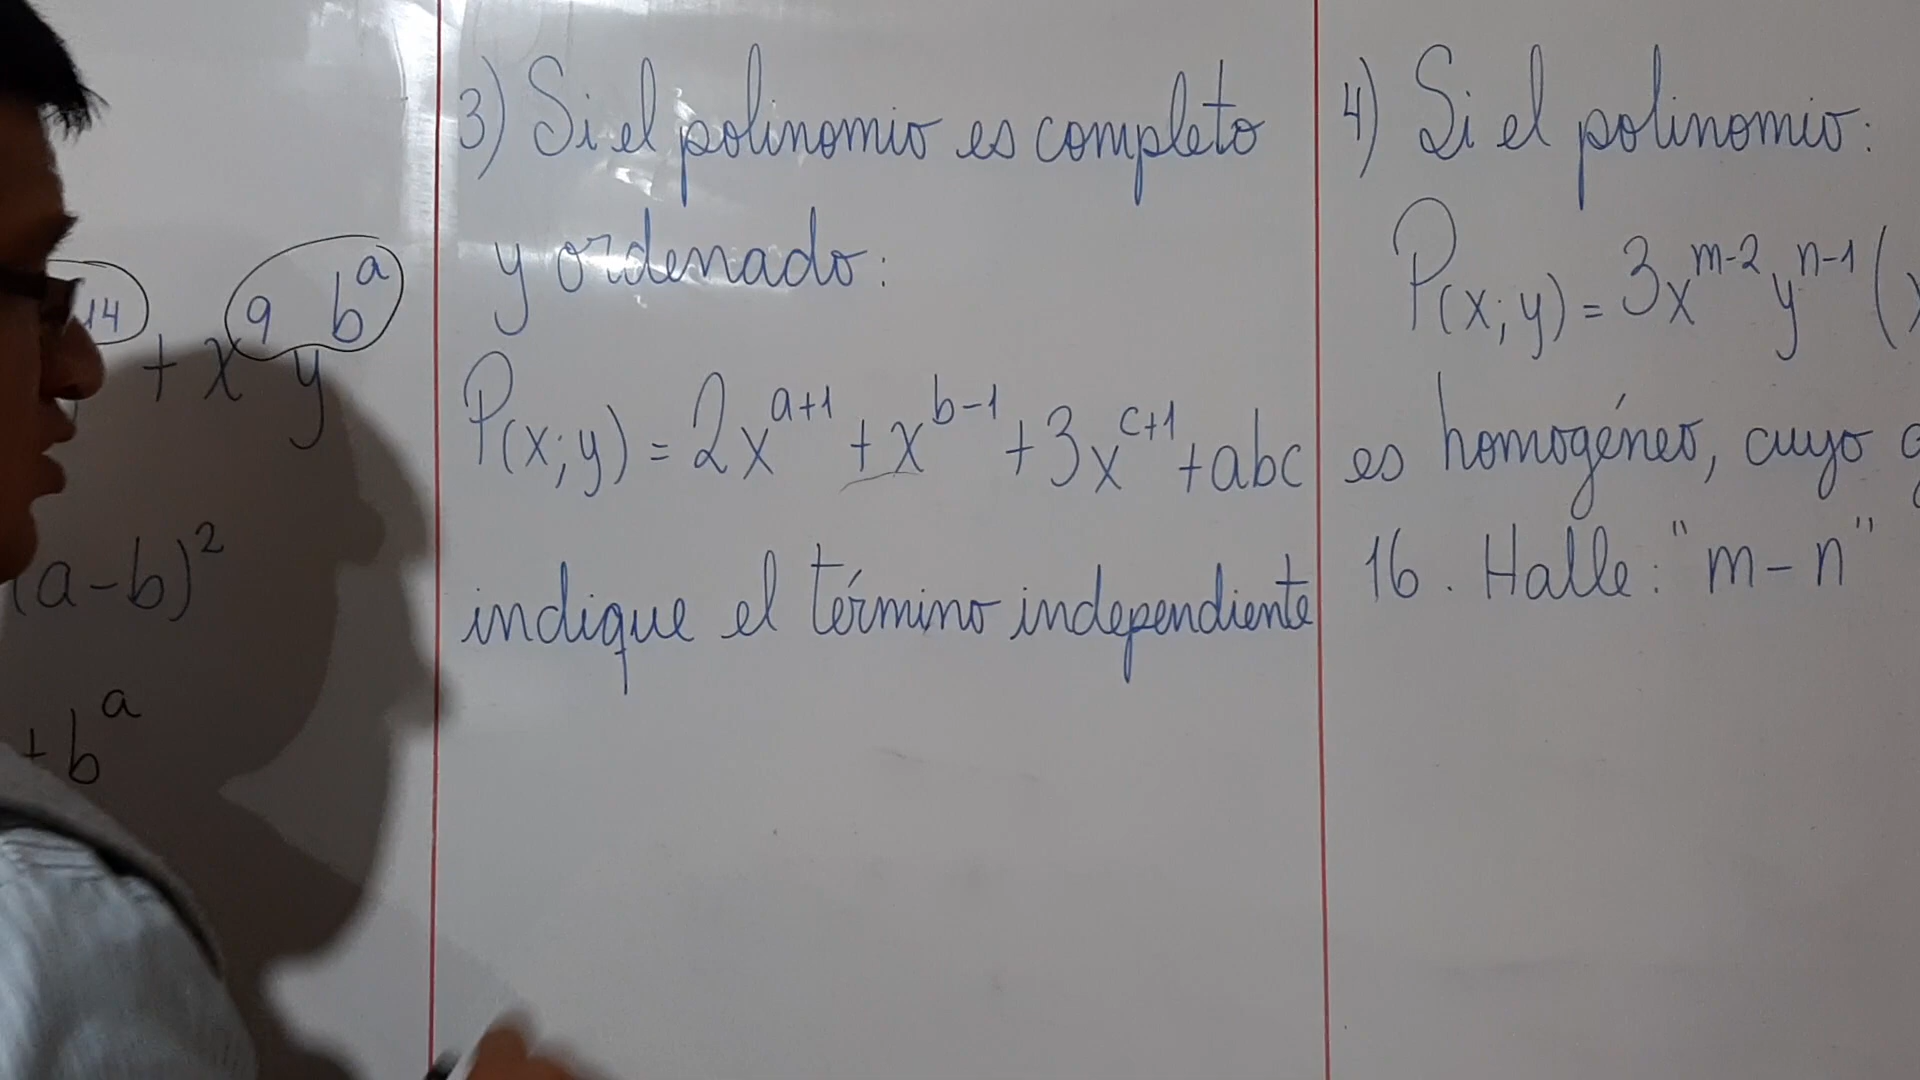 14 + x^9 y^b^a
(a-b)^2
+ b^a
3) Si el polinomio es completo
y ordenado:
P(x;y) = 2x^{a+1} + x^{b-1} + 3x^{c+1} + abc
indique el término independiente
4) Si el polinomio:
P(x;y) = 3x^{m-2} y^{n-1} (
es homogéneo, cuyo
16. Halle: "m-n"